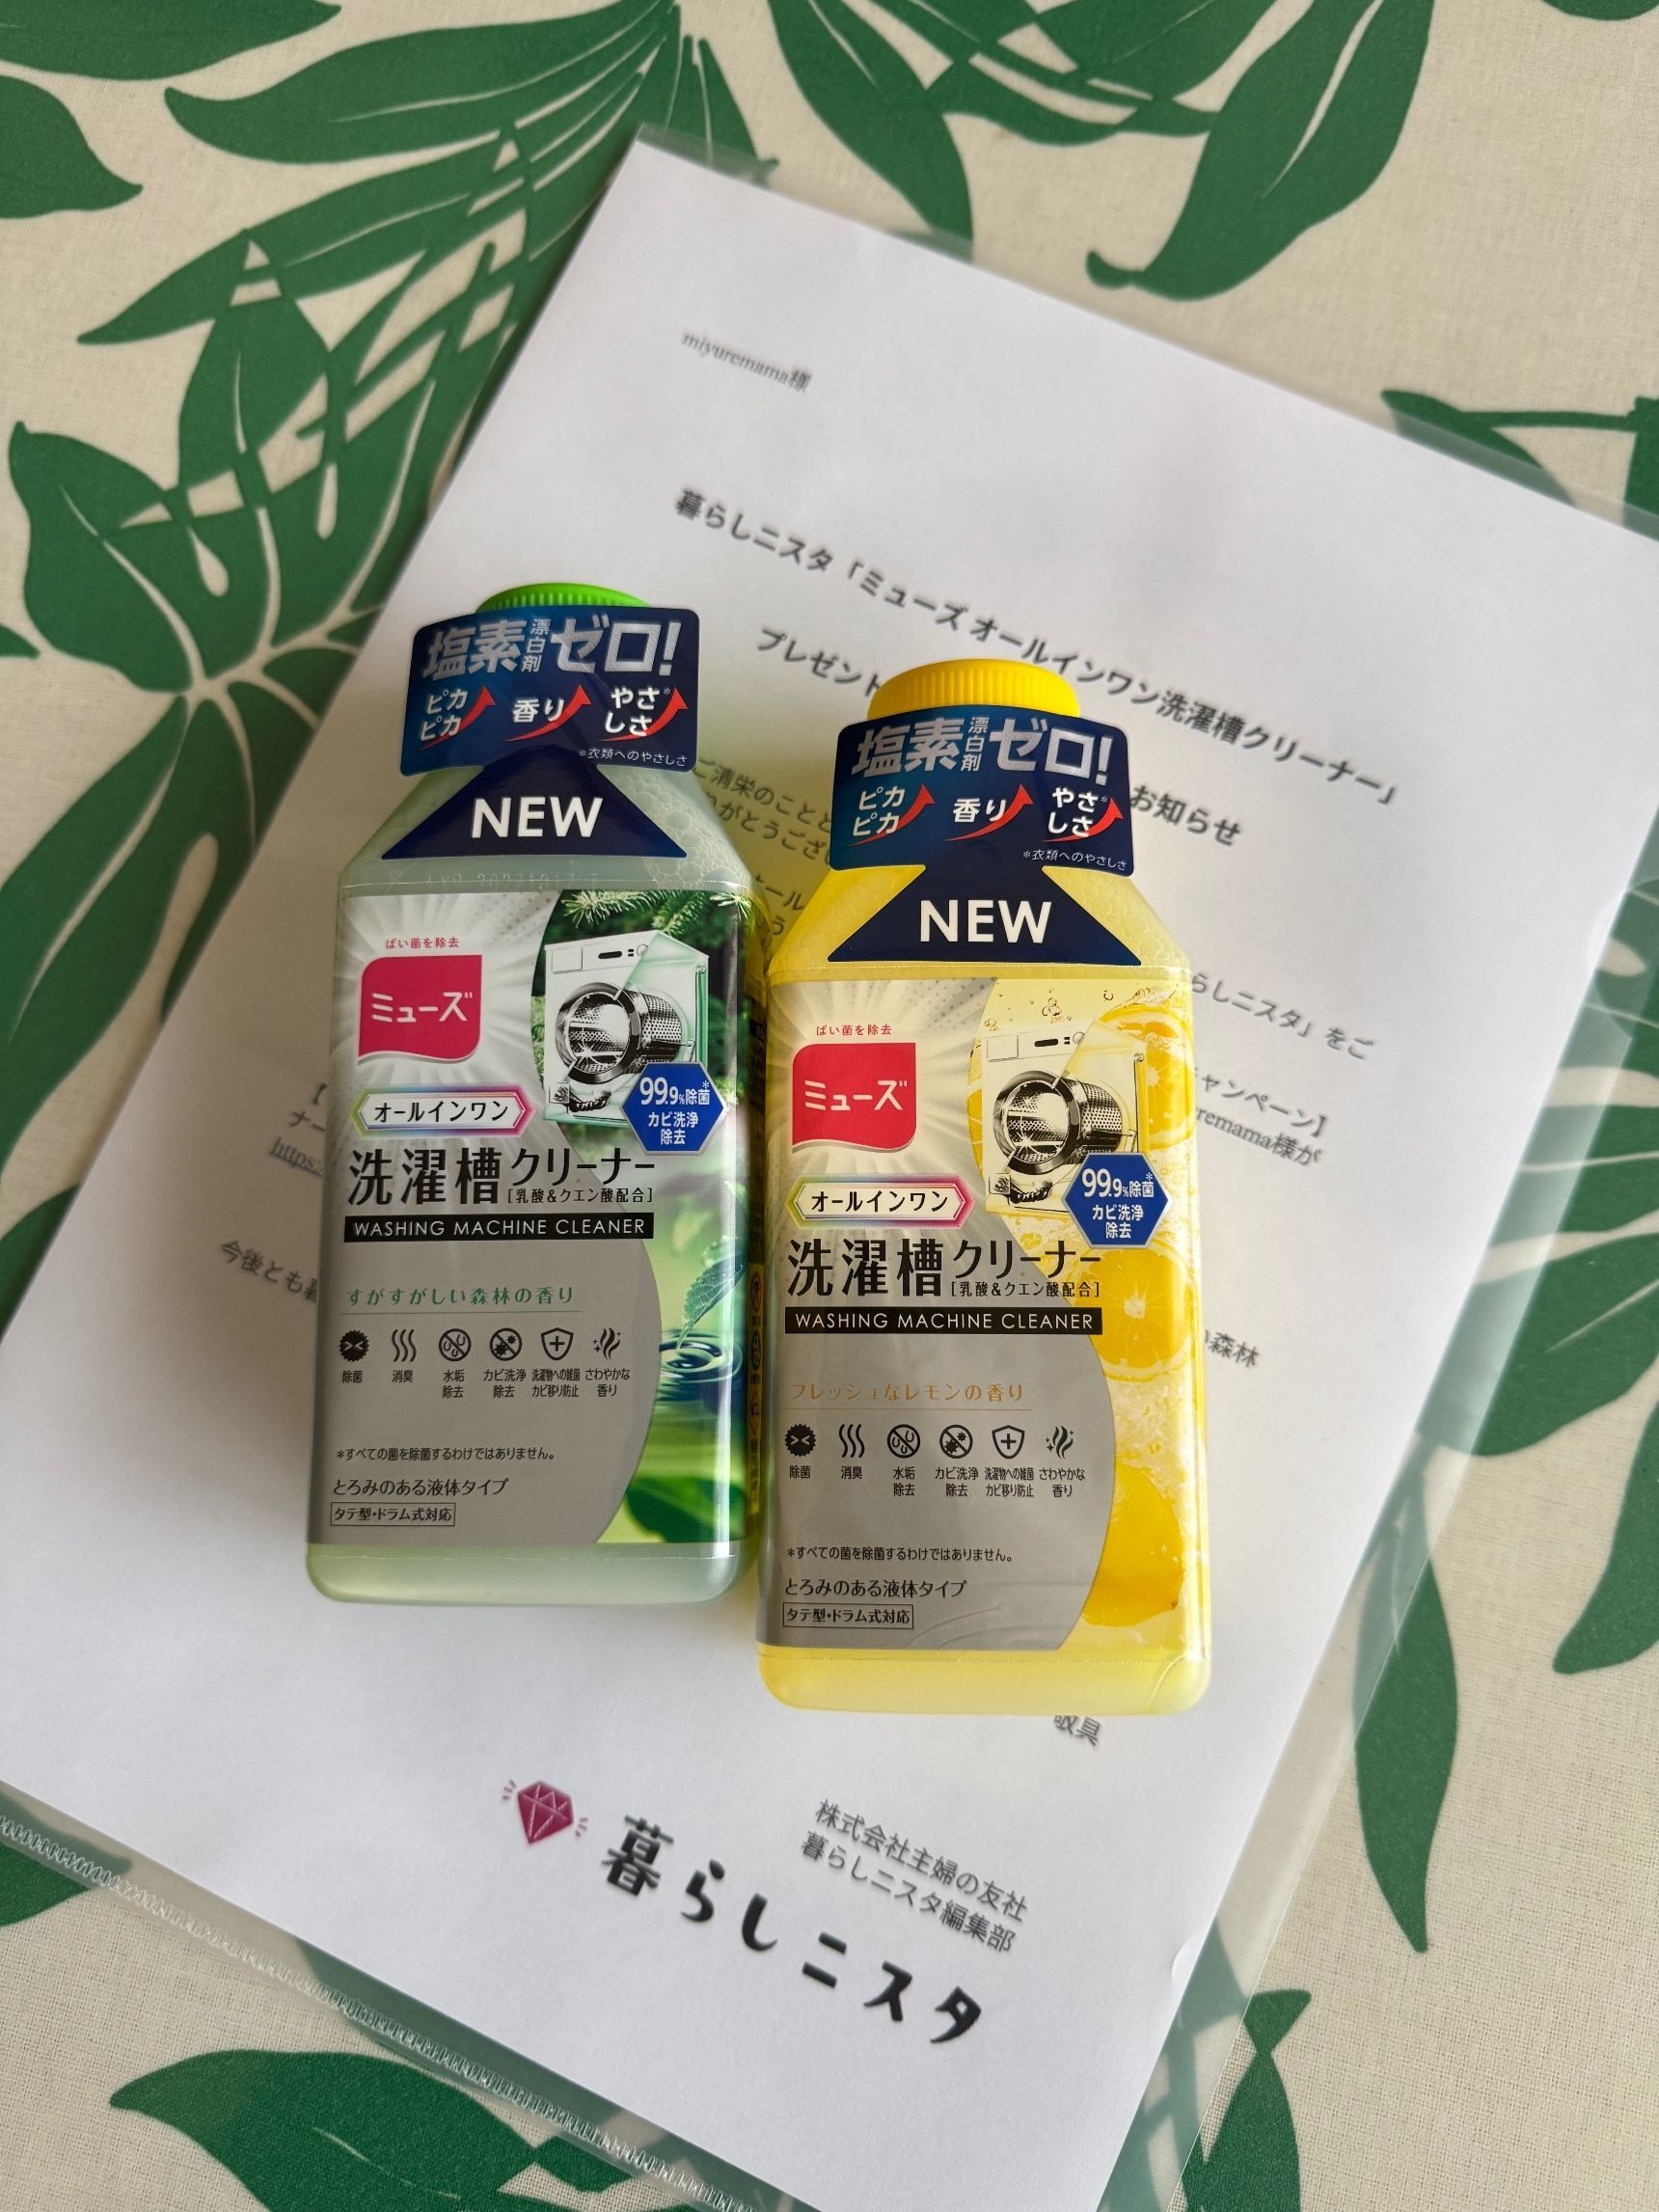 miyuremama様
暮らしニスタ「ミューズ オールインワン洗濯槽クリーナー」
プレゼント
お知らせ
ご清栄のことと
がとうござい
らしニスタ」をご
ャンペーン】
remama様が
https:
今後とも
森林
敬具
株式会社主婦の友社
暮らしニスタ編集部
暮らしニスタ
塩素漂白剤ゼロ!
ピカピカ 香り やさしさ*
*衣類へのやさしさ
NEW
ばい菌を除去
ミューズ
99.9%除菌*
カビ洗浄
除去
オールインワン
洗濯槽クリーナー
[乳酸&クエン酸配合]
WASHING MACHINE CLEANER
すがすがしい森林の香り
除菌 消臭 水垢除去 カビ洗浄除去 洗濯物への雑菌カビ移り防止 さわやかな香り
*すべての菌を除菌するわけではありません。
とろみのある液体タイプ
タテ型・ドラム式対応
塩素漂白剤ゼロ!
ピカピカ 香り やさしさ*
*衣類へのやさしさ
NEW
ばい菌を除去
ミューズ
99.9%除菌*
カビ洗浄
除去
オールインワン
洗濯槽クリーナー
[乳酸&クエン酸配合]
WASHING MACHINE CLEANER
フレッシュなレモンの香り
除菌 消臭 水垢除去 カビ洗浄除去 洗濯物への雑菌カビ移り防止 さわやかな香り
*すべての菌を除菌するわけではありません。
とろみのある液体タイプ
タテ型・ドラム式対応